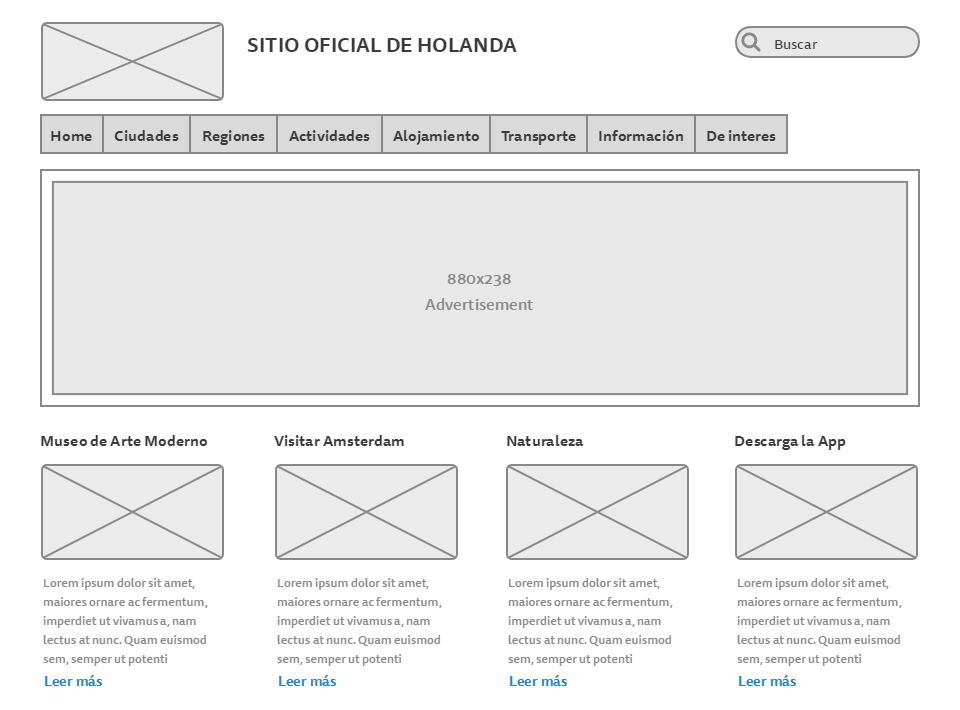 SITIO OFICIAL DE HOLANDA
Buscar
Home Ciudades Regiones Actividades Alojamiento Transporte Información De interes
880x238
Advertisement
Museo de Arte Moderno
Lorem ipsum dolor sit amet,
maiores ornare ac fermentum,
imperdiet ut vivamus a, nam
lectus at nunc. Quam euismod
sem, semper ut potenti
Leer más
Visitar Amsterdam
Lorem ipsum dolor sit amet,
maiores ornare ac fermentum,
imperdiet ut vivamus a, nam
lectus at nunc. Quam euismod
sem, semper ut potenti
Leer más
Naturaleza
Lorem ipsum dolor sit amet,
maiores ornare ac fermentum,
imperdiet ut vivamus a, nam
lectus at nunc. Quam euismod
sem, semper ut potenti
Leer más
Descarga la App
Lorem ipsum dolor sit amet,
maiores ornare ac fermentum,
imperdiet ut vivamus a, nam
lectus at nunc. Quam euismod
sem, semper ut potenti
Leer más